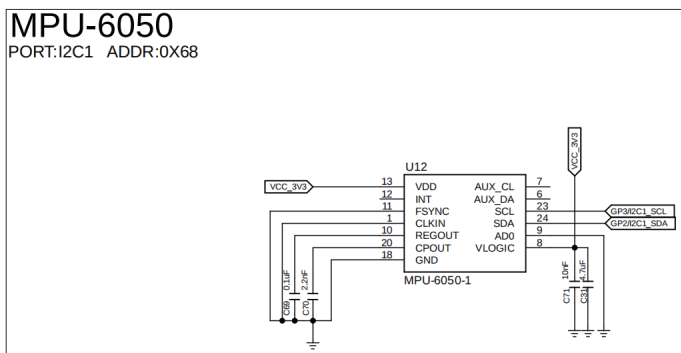 MPU-6050
PORT:I2C1 ADDR:0X68
VCC_3V3
U12
VCC_3V3
13 VDD AUX_CL 7
12 INT AUX_DA 6
11 FSYNC SCL 23 GP3/I2C1_SCL
1 CLKIN SDA 24 GP2/I2C1_SDA
10 REGOUT AD0 9
20 CPOUT VLOGIC 8
18 GND
MPU-6050-1
C69 0.1uF
C70 2.2nF
C71 10nF
C31 4.7uF